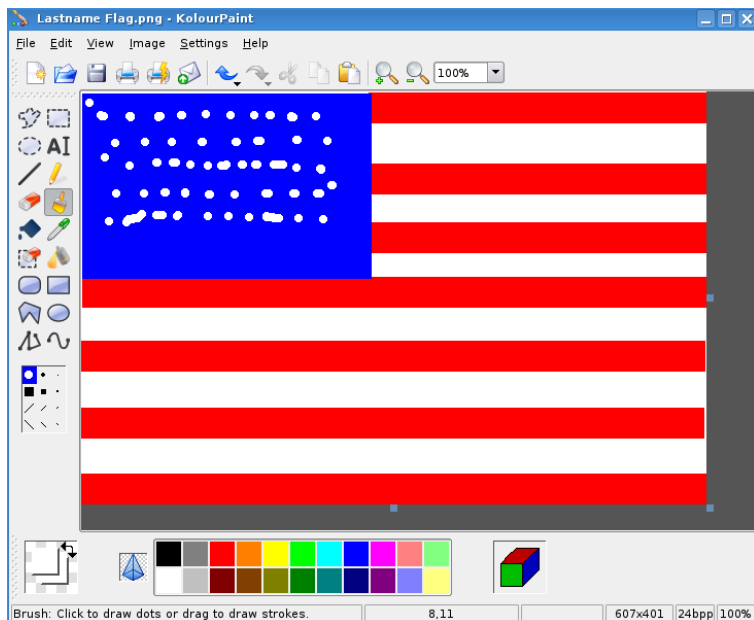 Lastname Flag.png - KolourPaint
File Edit View Image Settings Help
100%
AI
Brush: Click to draw dots or drag to draw strokes. 8,11 607x401 24bpp 100%